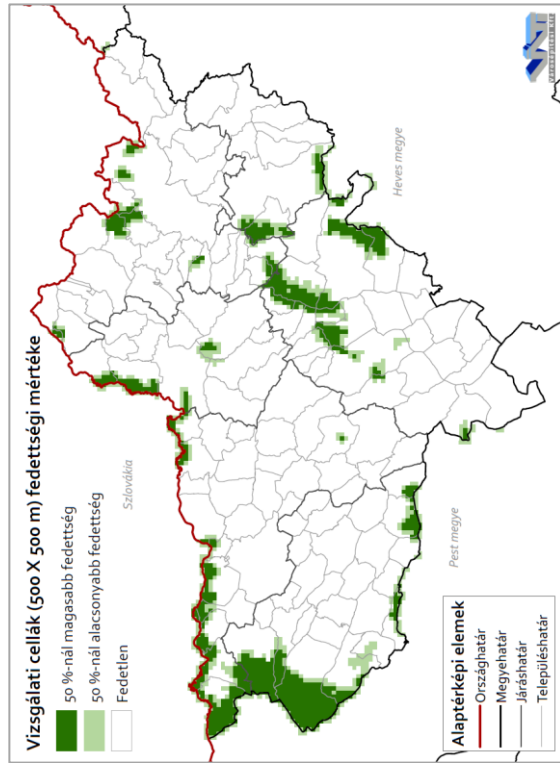 Vizsgálati cellák (500 X 500 m) fedettségi mértéke
50 %-nál magasabb fedettség
50 %-nál alacsonyabb fedettség
Fedetlen
Szlovákia
Heves megye
Pest megye
Alaptérképi elemek
Országhatár
Megyehatár
Járáshatár
Településhatár